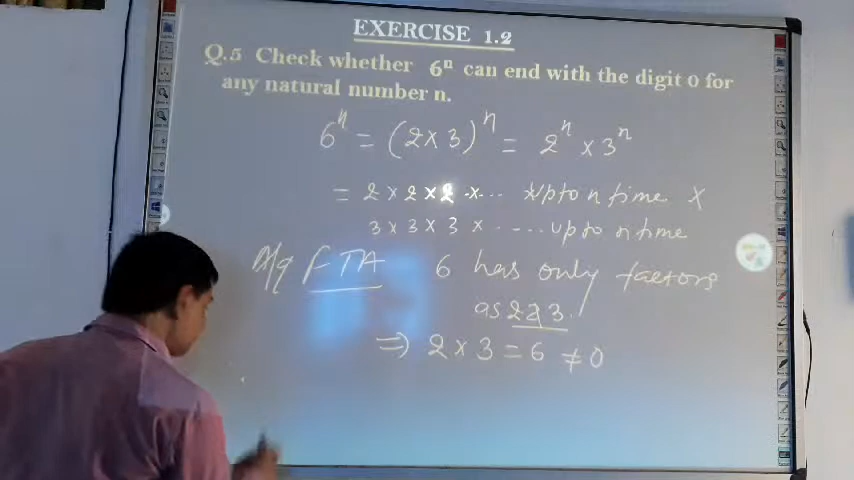 EXERCISE 1.2
Q.5 Check whether 6ⁿ can end with the digit 0 for
any natural number n.
6ⁿ = (2 × 3)ⁿ = 2ⁿ × 3ⁿ
= 2 × 2 × 2 × ... upto n time ×
3 × 3 × 3 × ..... upto n time
A/q FTA 6 has only factors
as 2 & 3.
⇒ 2 × 3 = 6 ≠ 0